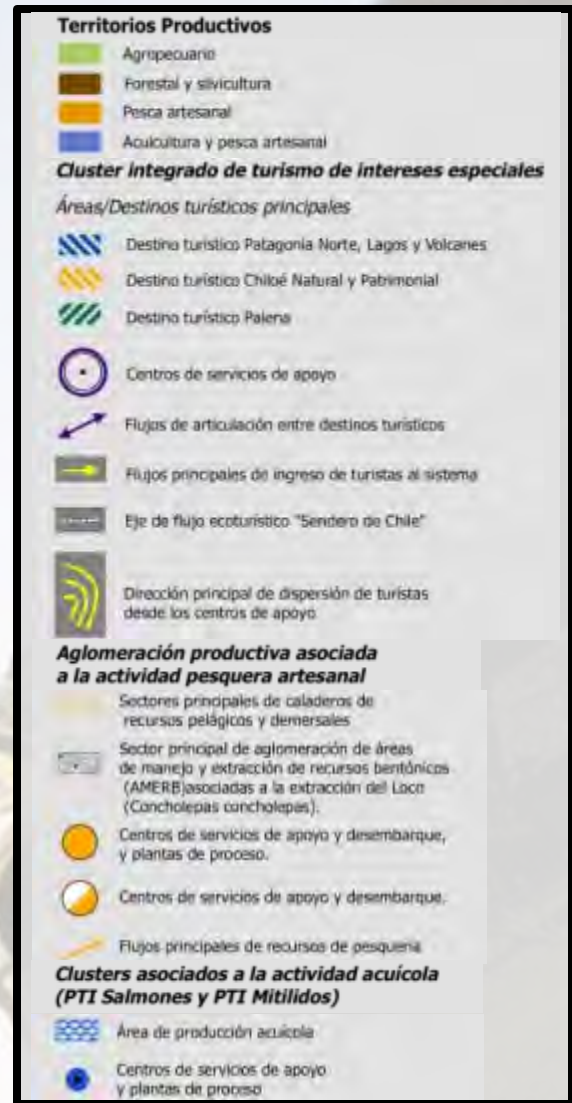 Territorios Productivos
Agropecuario
Forestal y silvicultura
Pesca artesanal
Acuicultura y pesca artesanal
Cluster integrado de turismo de intereses especiales
Áreas/Destinos turísticos principales
Destino turístico Patagonia Norte, Lagos y Volcanes
Destino turístico Chiloé Natural y Patrimonial
Destino turístico Palena
Centros de servicios de apoyo
Flujos de articulación entre destinos turísticos
Flujos principales de ingreso de turistas al sistema
Eje de flujo ecoturístico "Sendero de Chile"
Dirección principal de dispersión de turistas
desde los centros de apoyo
Aglomeración productiva asociada
a la actividad pesquera artesanal
Sectores principales de caladeros de
recursos pelágicos y demersales
Sector principal de aglomeración de áreas
de manejo y extracción de recursos bentónicos
(AMERB)asociadas a la extracción del Loco
(Concholepas concholepas).
Centros de servicios de apoyo y desembarque,
y plantas de proceso.
Centros de servicios de apoyo y desembarque.
Flujos principales de recursos de pesquería
Clusters asociados a la actividad acuícola
(PTI Salmones y PTI Mitílidos)
Área de producción acuícola
Centros de servicios de apoyo
y plantas de proceso